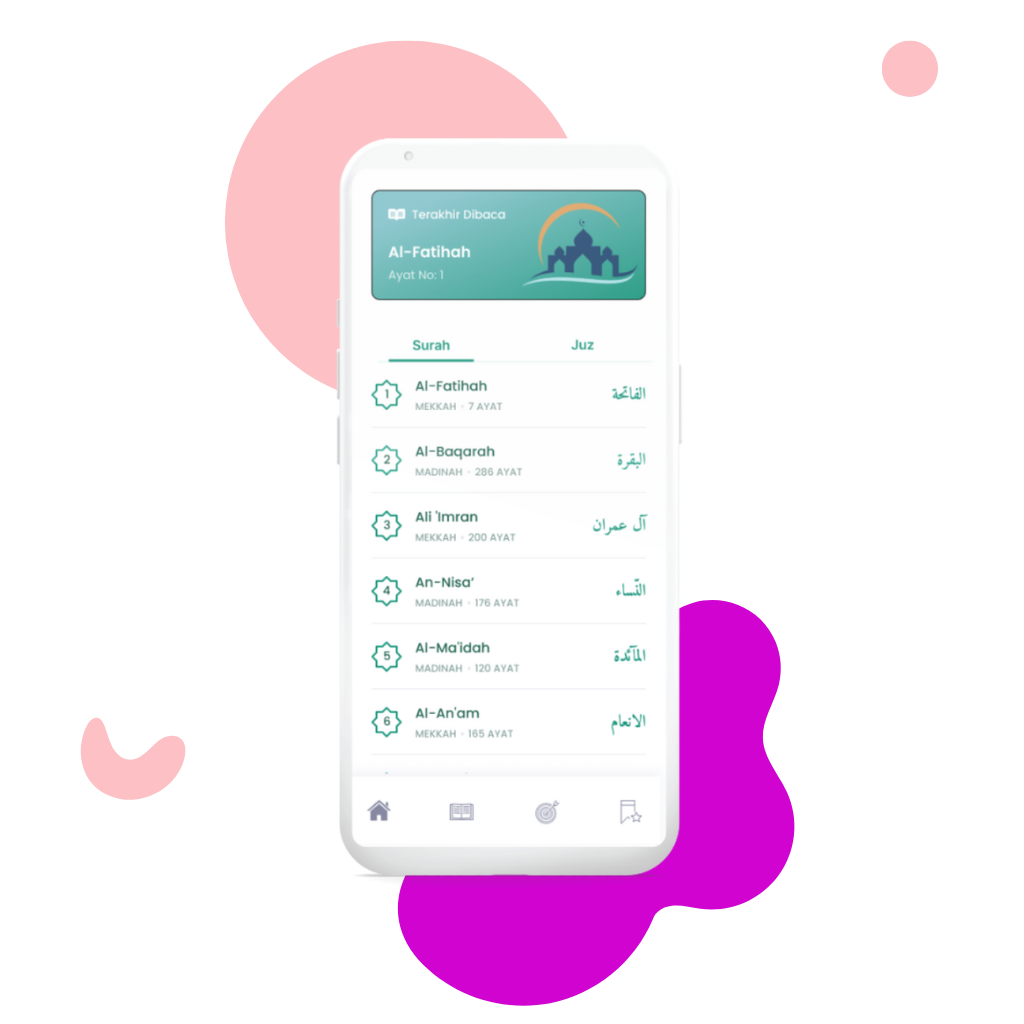 Terakhir Dibaca
Al-Fatihah
Ayat No: 1
Surah Juz
1 Al-Fatihah الفاتحة
MEKKAH · 7 AYAT
2 Al-Baqarah البقرة
MADINAH · 286 AYAT
3 Ali 'Imran آل عمران
MEKKAH · 200 AYAT
4 An-Nisa' النّساء
MADINAH · 176 AYAT
5 Al-Ma'idah المآئدة
MADINAH · 120 AYAT
6 Al-An'am الانعام
MEKKAH · 165 AYAT